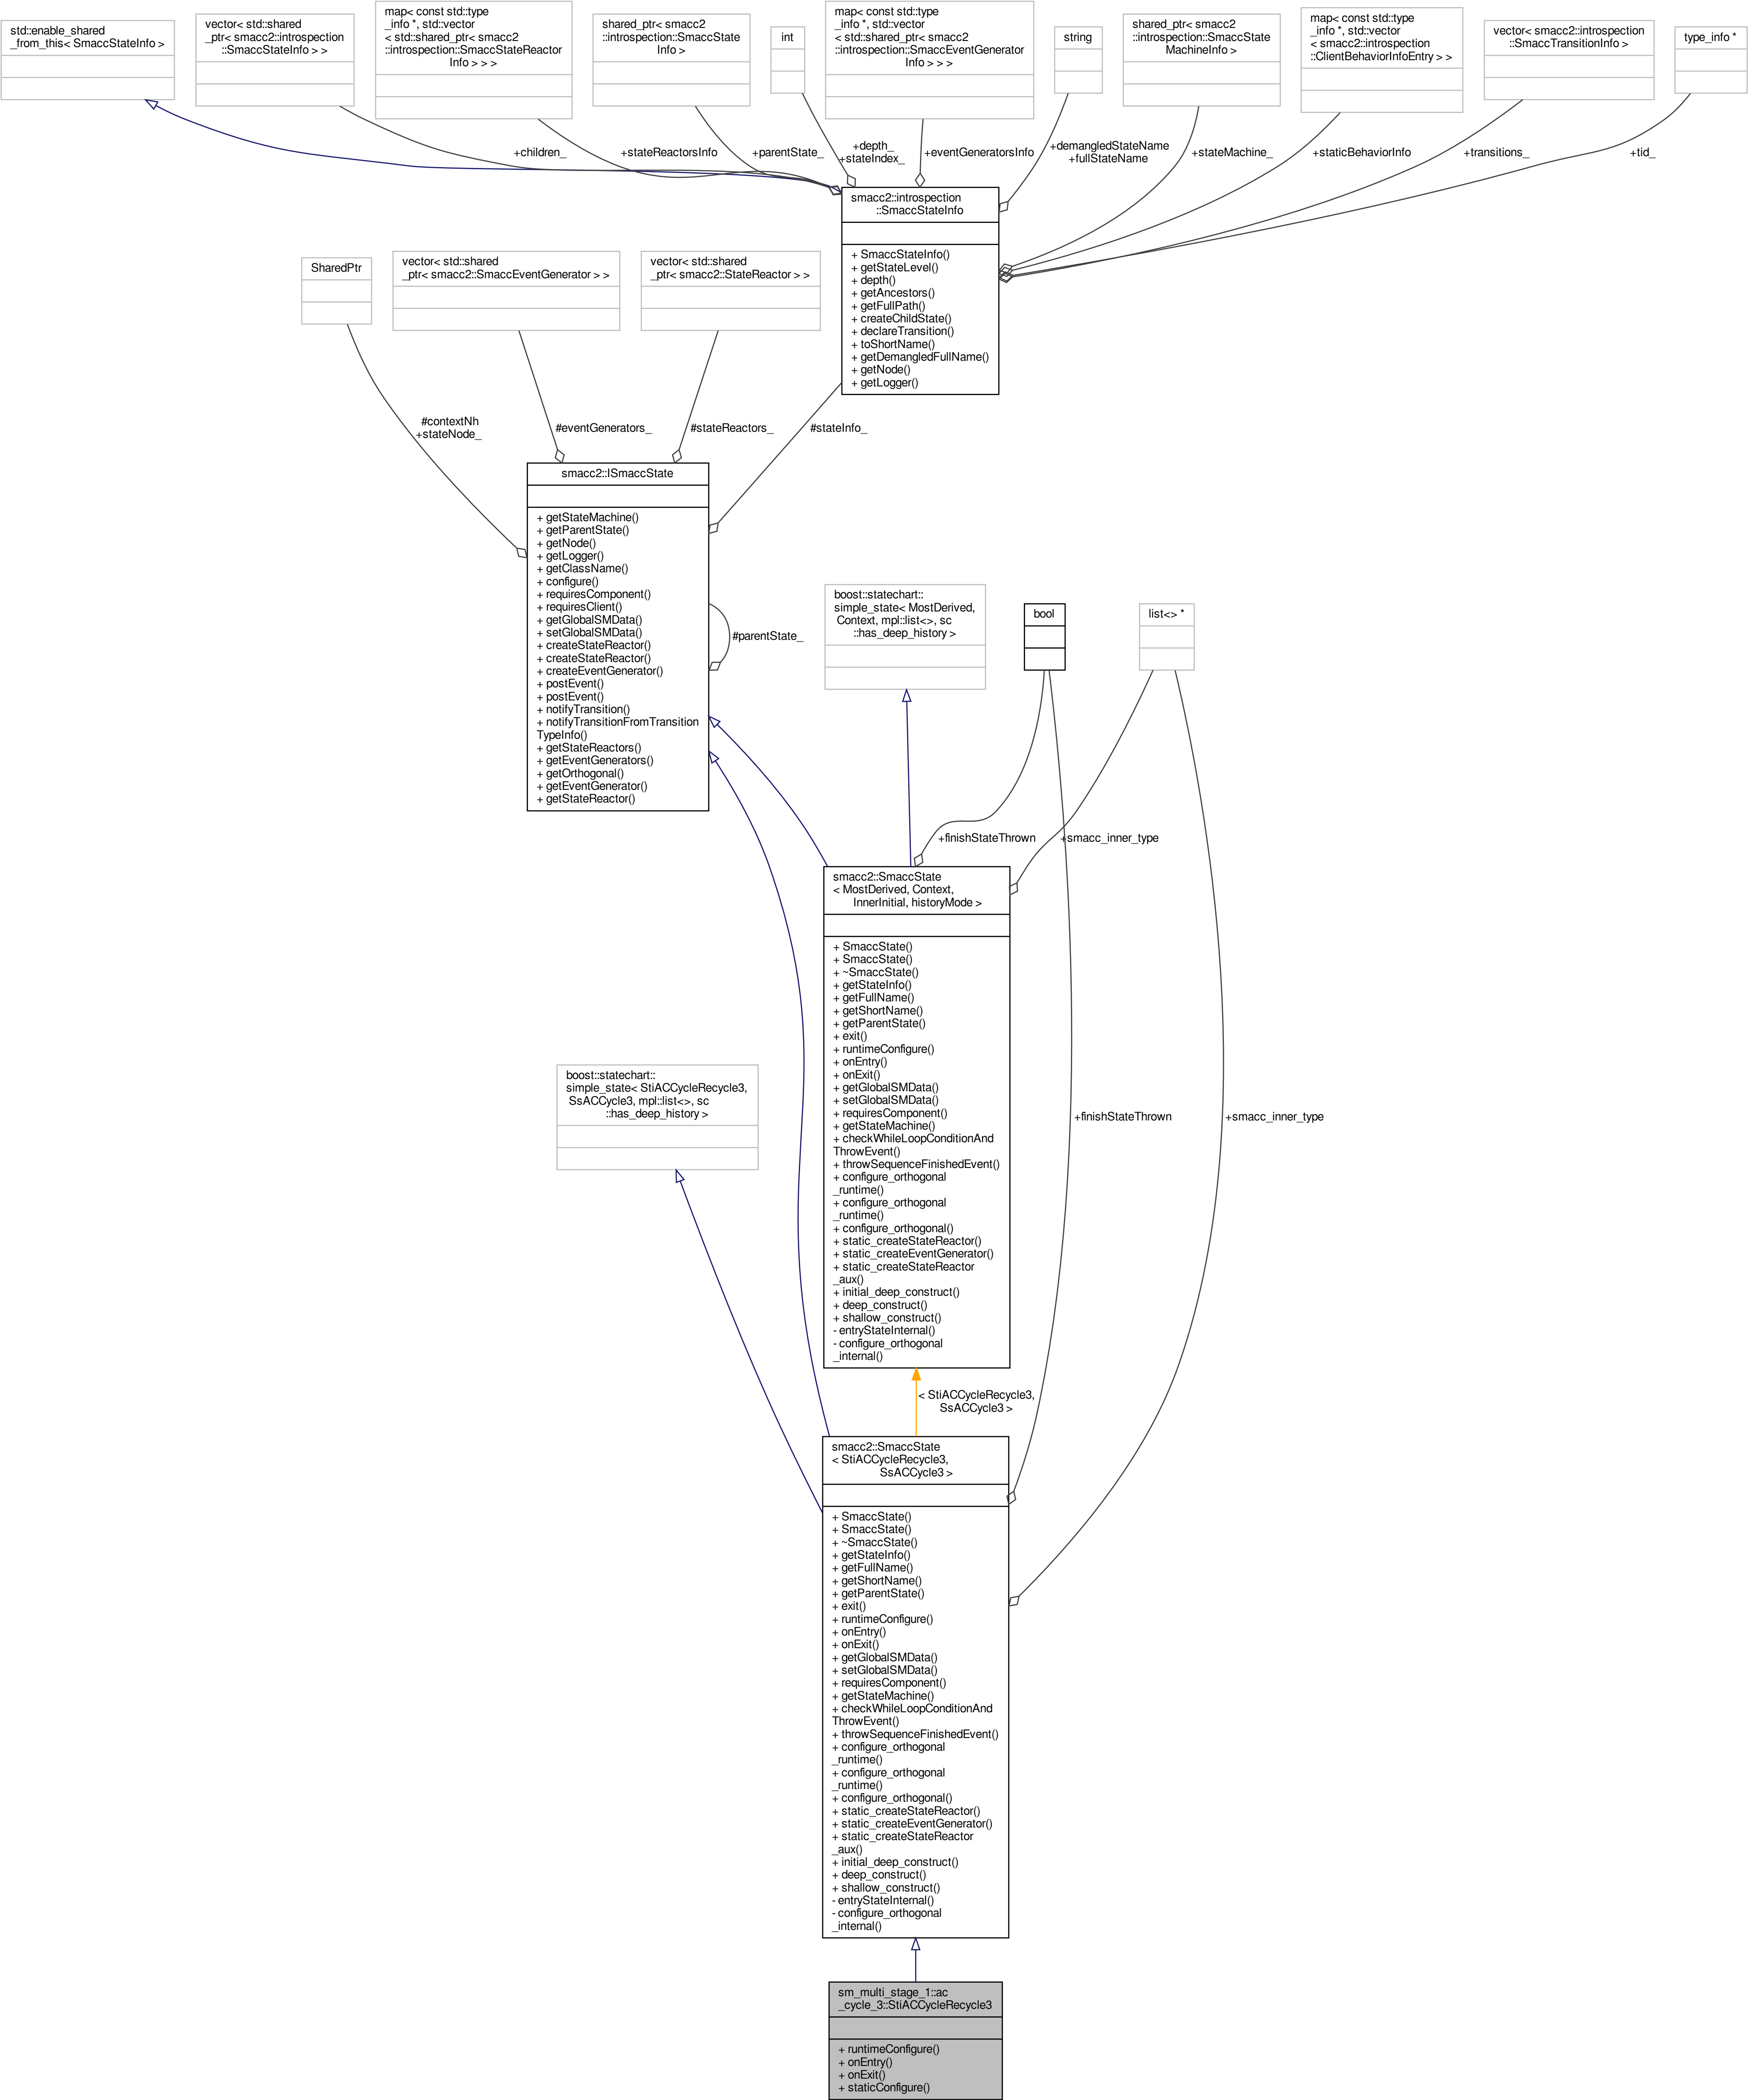 std::enable_shared
_from_this< SmaccStateInfo >
vector< std::shared
_ptr< smacc2::introspection
::SmaccStateInfo > >
map< const std::type
_info *, std::vector
< std::shared_ptr< smacc2
::introspection::SmaccStateReactor
Info > > >
shared_ptr< smacc2
::introspection::SmaccState
Info >
int
map< const std::type
_info *, std::vector
< std::shared_ptr< smacc2
::introspection::SmaccEventGenerator
Info > > >
string
shared_ptr< smacc2
::introspection::SmaccState
MachineInfo >
map< const std::type
_info *, std::vector
< smacc2::introspection
::ClientBehaviorInfoEntry > >
vector< smacc2::introspection
::SmaccTransitionInfo >
type_info *
+children_
+stateReactorsInfo
+parentState_
+depth_
+stateIndex_
+eventGeneratorsInfo
+demangledStateName
+fullStateName
+stateMachine_
+staticBehaviorInfo
+transitions_
+tid_
smacc2::introspection
::SmaccStateInfo
+ SmaccStateInfo()
+ getStateLevel()
+ depth()
+ getAncestors()
+ getFullPath()
+ createChildState()
+ declareTransition()
+ toShortName()
+ getDemangledFullName()
+ getNode()
+ getLogger()
SharedPtr
vector< std::shared
_ptr< smacc2::SmaccEventGenerator > >
vector< std::shared
_ptr< smacc2::StateReactor > >
#contextNh
+stateNode_
#eventGenerators_
#stateReactors_
#stateInfo_
smacc2::ISmaccState
+ getStateMachine()
+ getParentState()
+ getNode()
+ getLogger()
+ getClassName()
+ configure()
+ requiresComponent()
+ requiresClient()
+ getGlobalSMData()
+ setGlobalSMData()
+ createStateReactor()
+ createStateReactor()
+ createEventGenerator()
+ postEvent()
+ postEvent()
+ notifyTransition()
+ notifyTransitionFromTransition
TypeInfo()
+ getStateReactors()
+ getEventGenerators()
+ getOrthogonal()
+ getEventGenerator()
+ getStateReactor()
#parentState_
boost::statechart::
simple_state< MostDerived,
Context, mpl::list<>, sc
::has_deep_history >
bool
list<> *
+finishStateThrown
+smacc_inner_type
smacc2::SmaccState
< MostDerived, Context,
InnerInitial, historyMode >
+ SmaccState()
+ SmaccState()
+ ~SmaccState()
+ getStateInfo()
+ getFullName()
+ getShortName()
+ getParentState()
+ exit()
+ runtimeConfigure()
+ onEntry()
+ onExit()
+ getGlobalSMData()
+ setGlobalSMData()
+ requiresComponent()
+ getStateMachine()
+ checkWhileLoopConditionAnd
ThrowEvent()
+ throwSequenceFinishedEvent()
+ configure_orthogonal
_runtime()
+ configure_orthogonal
_runtime()
+ configure_orthogonal()
+ static_createStateReactor()
+ static_createEventGenerator()
+ static_createStateReactor
_aux()
+ initial_deep_construct()
+ deep_construct()
+ shallow_construct()
- entryStateInternal()
- configure_orthogonal
_internal()
boost::statechart::
simple_state< StiACCycleRecycle3,
SsACCycle3, mpl::list<>, sc
::has_deep_history >
+finishStateThrown
+smacc_inner_type
< StiACCycleRecycle3,
SsACCycle3 >
smacc2::SmaccState
< StiACCycleRecycle3,
SsACCycle3 >
+ SmaccState()
+ SmaccState()
+ ~SmaccState()
+ getStateInfo()
+ getFullName()
+ getShortName()
+ getParentState()
+ exit()
+ runtimeConfigure()
+ onEntry()
+ onExit()
+ getGlobalSMData()
+ setGlobalSMData()
+ requiresComponent()
+ getStateMachine()
+ checkWhileLoopConditionAnd
ThrowEvent()
+ throwSequenceFinishedEvent()
+ configure_orthogonal
_runtime()
+ configure_orthogonal
_runtime()
+ configure_orthogonal()
+ static_createStateReactor()
+ static_createEventGenerator()
+ static_createStateReactor
_aux()
+ initial_deep_construct()
+ deep_construct()
+ shallow_construct()
- entryStateInternal()
- configure_orthogonal
_internal()
sm_multi_stage_1::ac
_cycle_3::StiACCycleRecycle3
+ runtimeConfigure()
+ onEntry()
+ onExit()
+ staticConfigure()